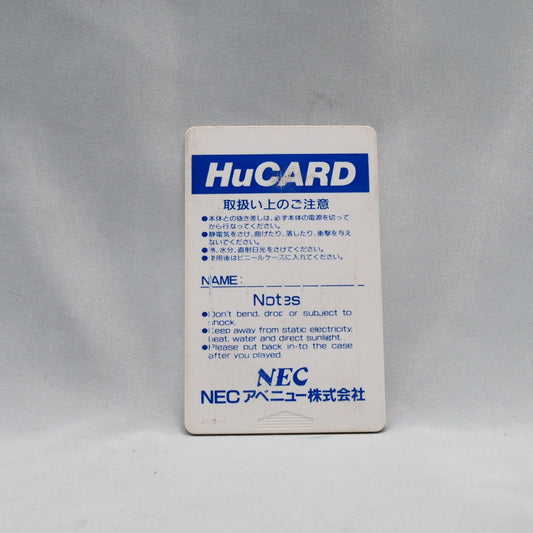 HuCARD
取扱い上のご注意
●本体との抜き差しは、必ず本体の電源を切って
から行なってください。
●静電気をさけ、曲げたり、落したり、衝撃を与え
ないでください。
●熱、水分、直射日光をさけてください。
●使用後はビニールケースに入れてください。
NAME:
Notes
●Don't bend, drop or subject to
shock.
●Keep away from static electricity,
heat, water and direct sunlight.
●Please put back in-to the case
after you played.
NEC
NECアベニュー株式会社